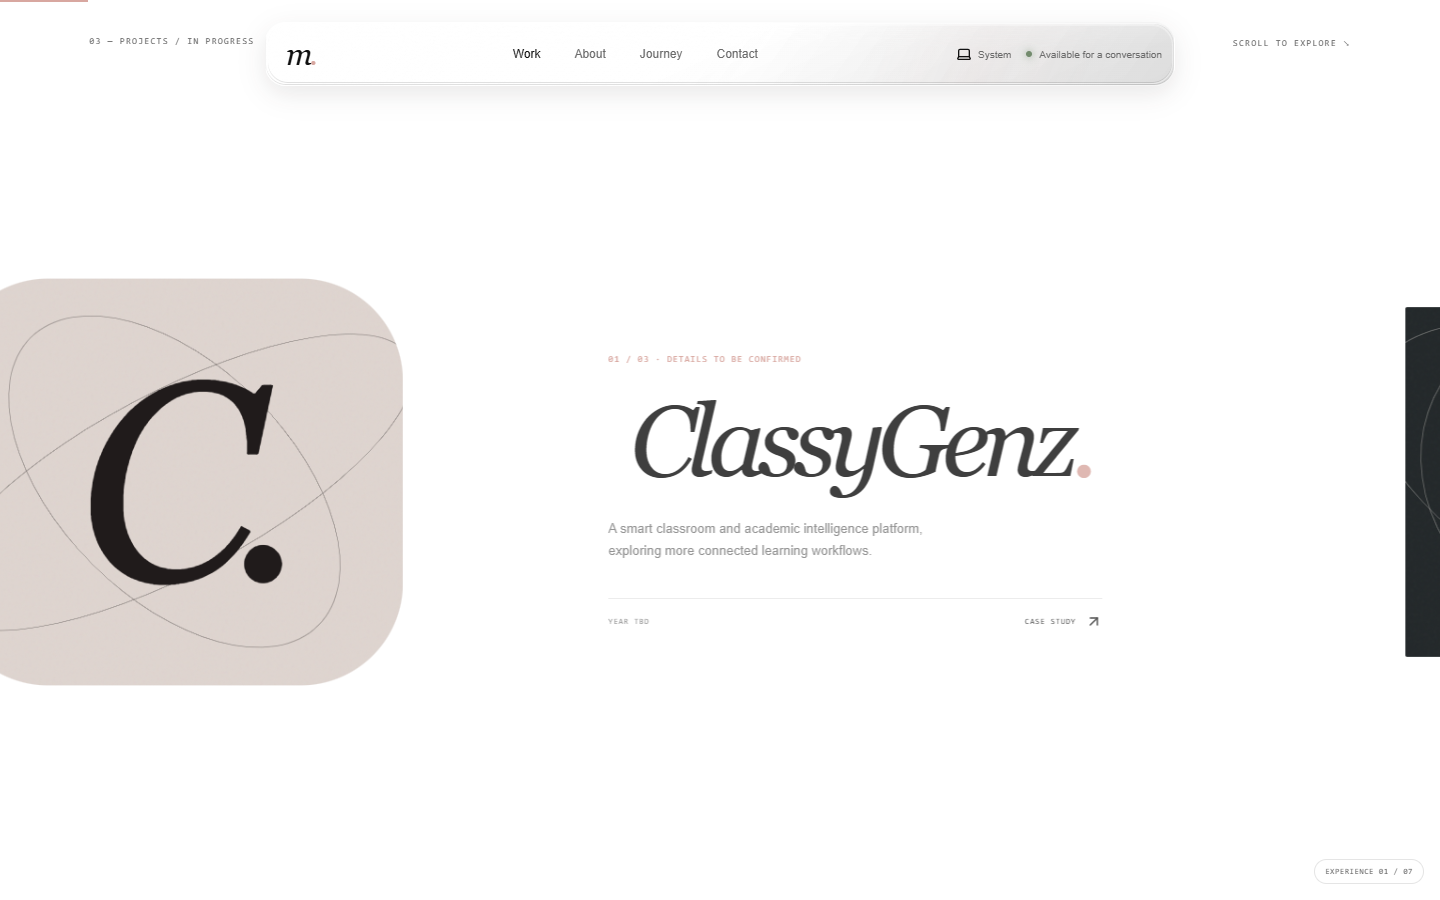 03 — PROJECTS / IN PROGRESS
m.
Work
About
Journey
Contact
System
Available for a conversation
SCROLL TO EXPLORE ↘
C.
01 / 03 - DETAILS TO BE CONFIRMED
ClassyGenz.
A smart classroom and academic intelligence platform,
exploring more connected learning workflows.
YEAR TBD
CASE STUDY
EXPERIENCE 01 / 07